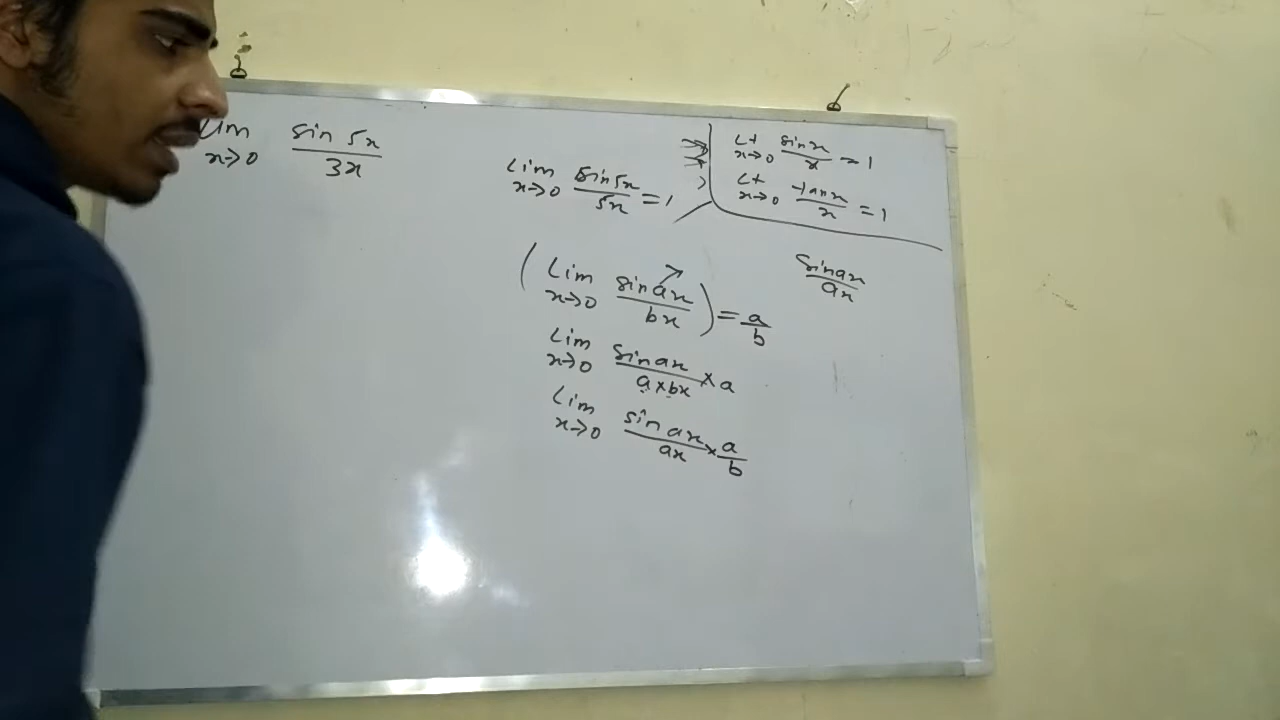 Lim x→0 sin 5x / 3x
Lim x→0 sin 5x / 5x = 1
Lt x→0 sin x / x = 1
Lt x→0 tan x / x = 1
sin ax / ax
( Lim x→0 sin ax / bx ) = a / b
Lim x→0 sin ax / a × bx × a
Lim x→0 sin ax / ax × a / b